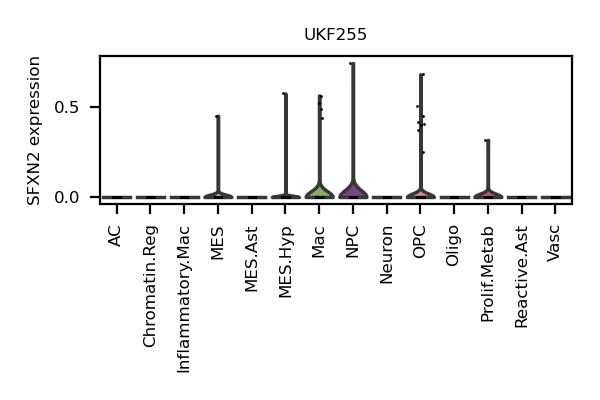 UKF255
SFXN2 expression
0.5
0.0
AC
Chromatin.Reg
Inflammatory.Mac
MES
MES.Ast
MES.Hyp
Mac
NPC
Neuron
OPC
Oligo
Prolif.Metab
Reactive.Ast
Vasc